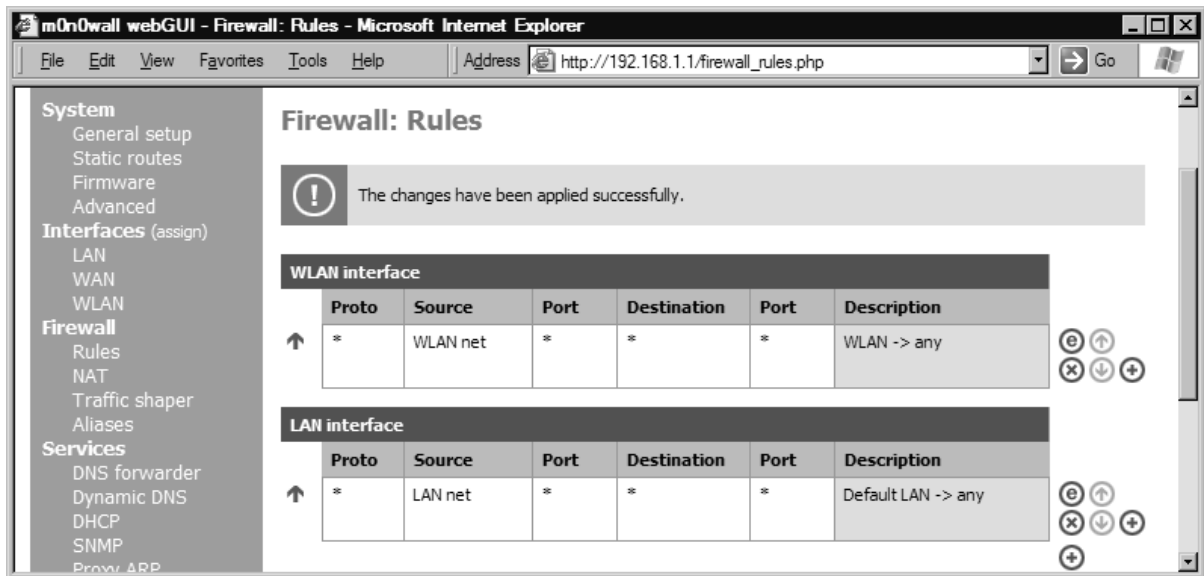 m0n0wall webGUI - Firewall: Rules - Microsoft Internet Explorer
File Edit View Favorites Tools Help Address http://192.168.1.1/firewall_rules.php Go
System
General setup
Static routes
Firmware
Advanced
Interfaces (assign)
LAN
WAN
WLAN
Firewall
Rules
NAT
Traffic shaper
Aliases
Services
DNS forwarder
Dynamic DNS
DHCP
SNMP
Proxy ARP
Firewall: Rules
The changes have been applied successfully.
WLAN interface
Proto Source Port Destination Port Description
* WLAN net * * * WLAN -> any
LAN interface
Proto Source Port Destination Port Description
* LAN net * * * Default LAN -> any